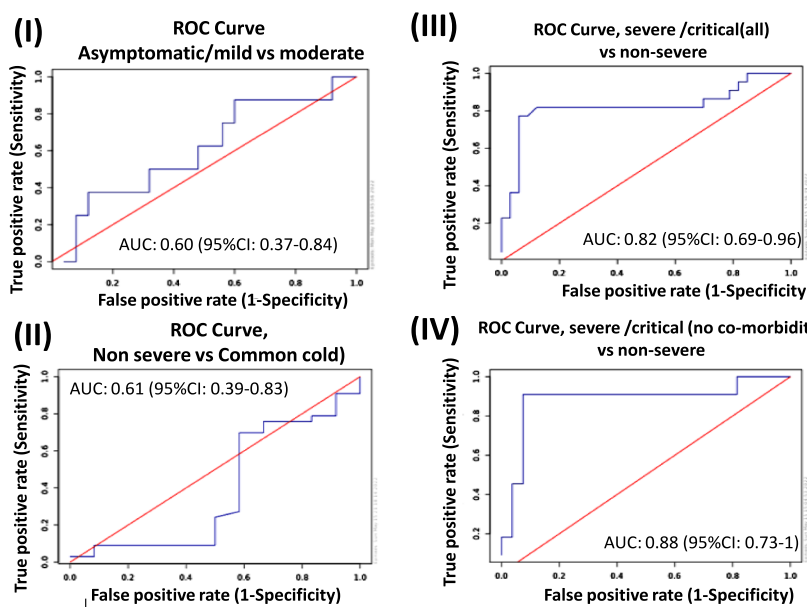 (I)
ROC Curve
Asymptomatic/mild vs moderate
True positive rate (Sensitivity)
1.0
0.8
0.6
0.4
0.2
0.0
AUC: 0.60 (95%CI: 0.37-0.84)
0.2
0.4
0.6
0.8
1.0
False positive rate (1-Specificity)
(III)
ROC Curve, severe /critical(all)
vs non-severe
True positive rate (Sensitivity)
1.0
0.8
0.6
0.4
0.2
AUC: 0.82 (95%CI: 0.69-0.96)
0.0
0.2
0.4
0.6
0.8
1.0
False positive rate (1-Specificity
(II)
ROC Curve,
Non severe vs Common cold)
True positive rate (Sensitivity)
1.0
0.8
0.6
0.4
0.2
0.0
AUC: 0.61 (95%CI: 0.39-0.83)
0.0
0.2
0.4
0.6
0.8
1.0
False positive rate (1-Specificity)
(IV)
ROC Curve, severe /critical (no co-morbidit
vs non-severe
True positive rate (Sensitivity)
1.0
0.8
0.6
0.4
0.2
AUC: 0.88 (95%CI: 0.73-1)
0.0
0.2
0.4
0.6
0.8
1.0
False positive rate (1-Specificity)